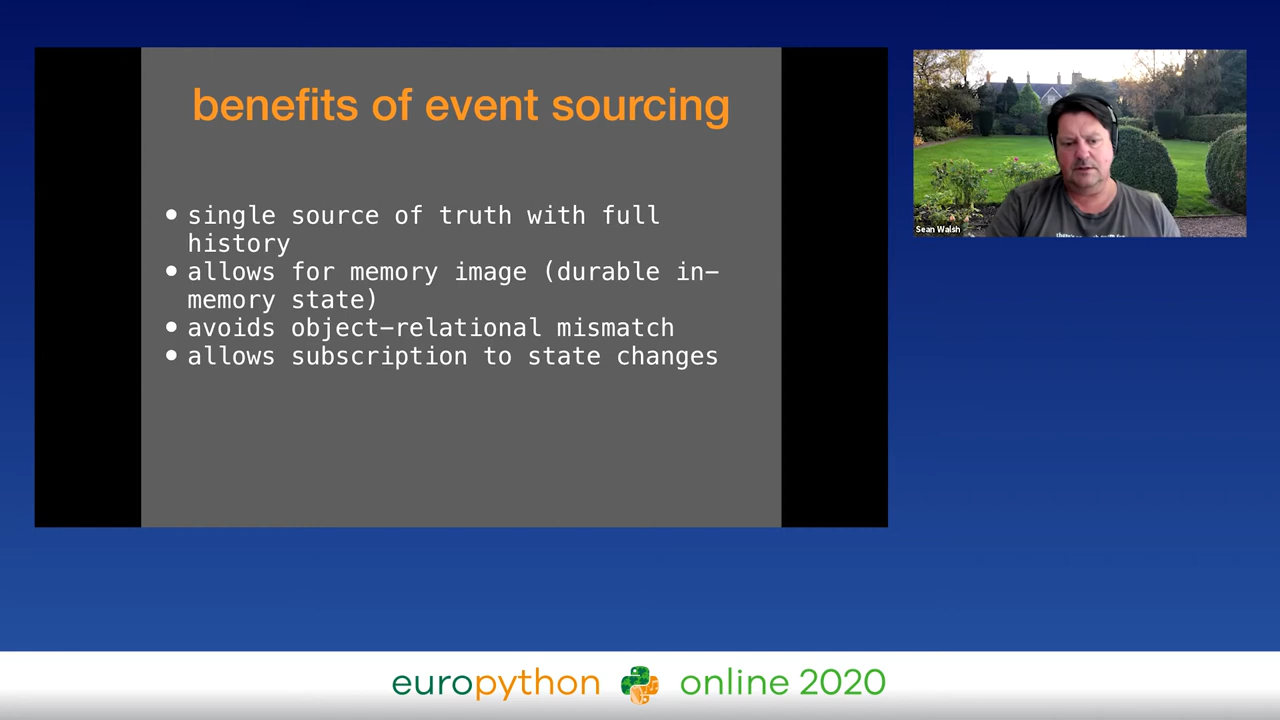 benefits of event sourcing
• single source of truth with full
history
• allows for memory image (durable in-
memory state)
• avoids object-relational mismatch
• allows subscription to state changes
Sean Walsh
europython online 2020